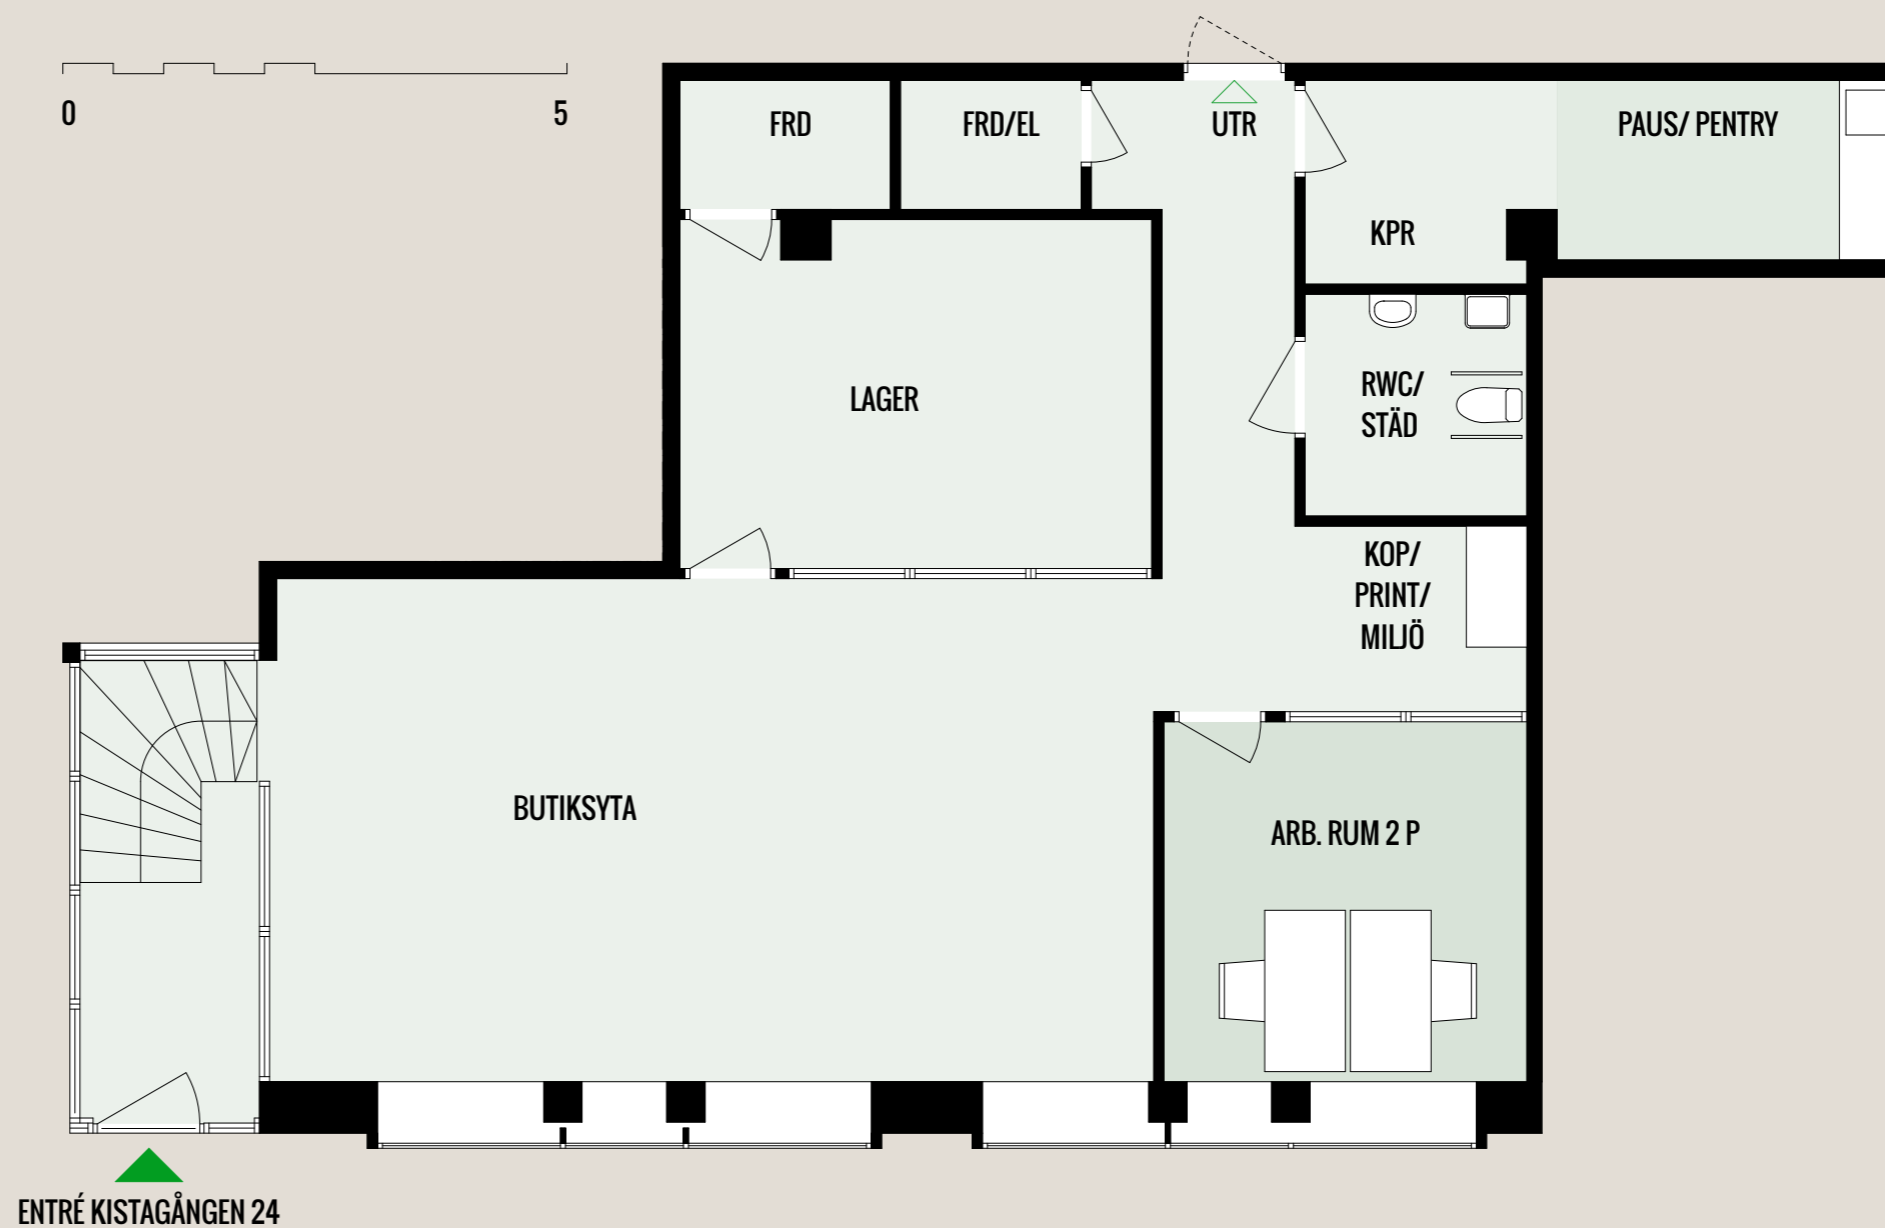 0
5
FRD
FRD/EL
UTR
PAUS/ PENTRY
KPR
LAGER
RWC/
STÄD
KOP/
PRINT/
MILJÖ
BUTIKSYTA
ARB. RUM 2 P
ENTRÉ KISTAGÅNGEN 24